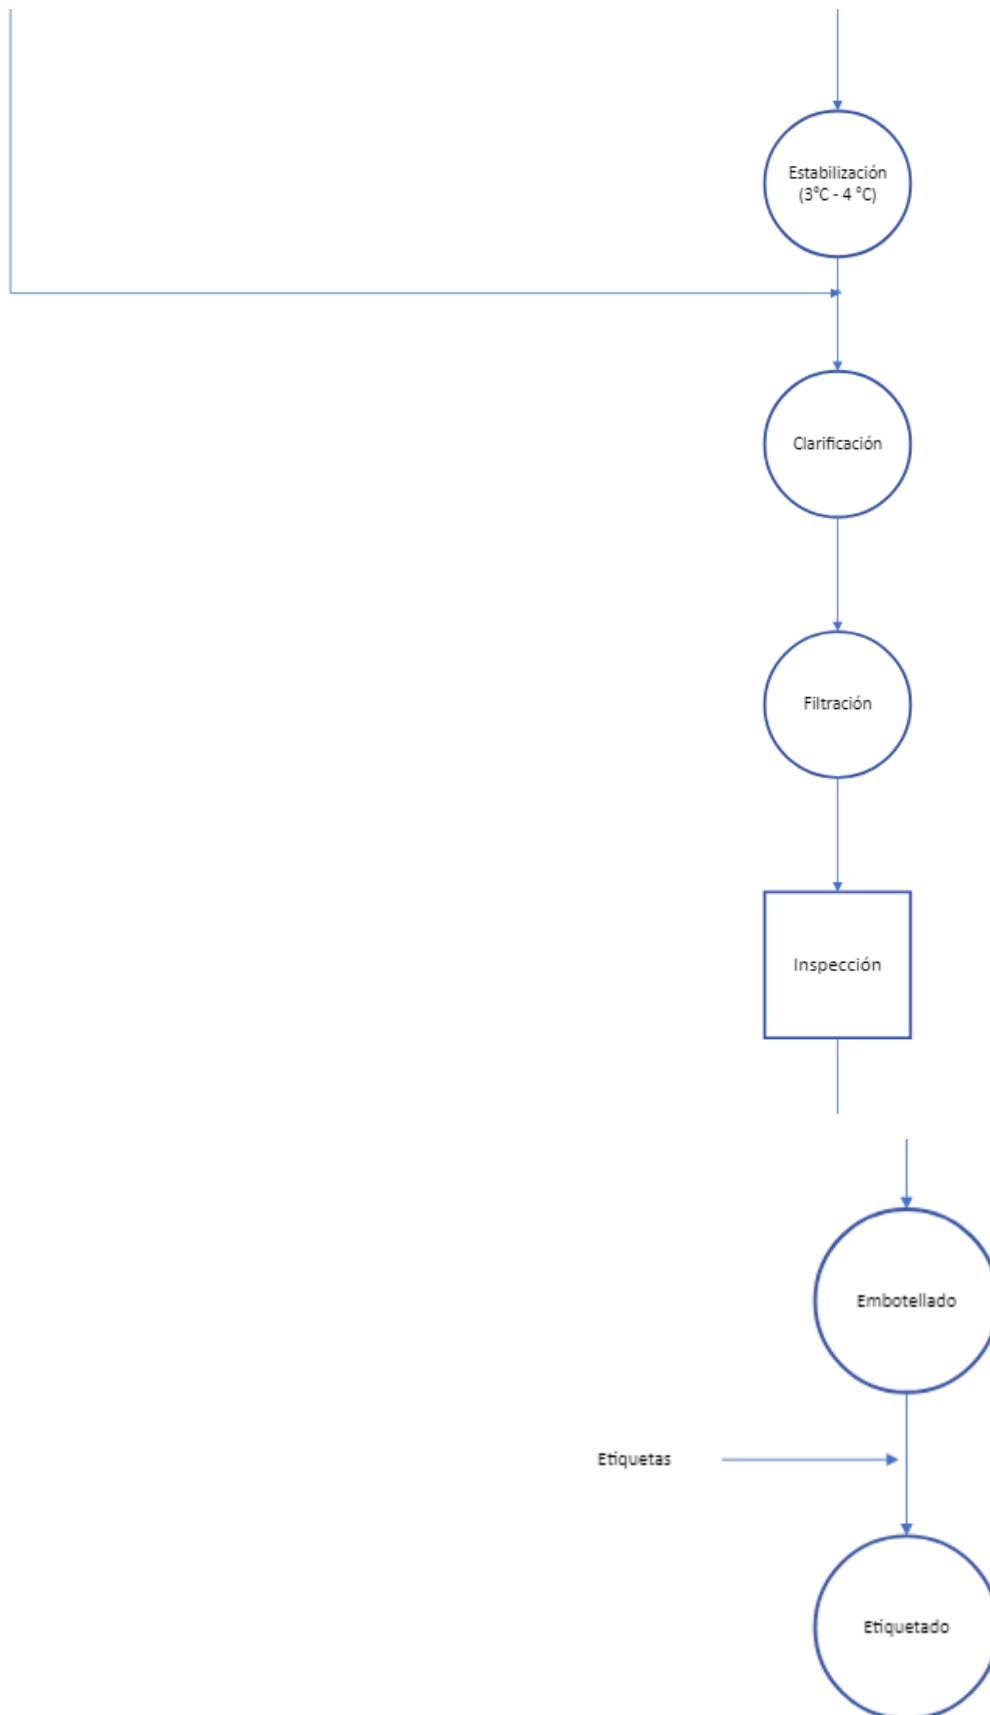 Estabilización
(3°C - 4 °C)
Clarificación
Filtración
Inspección
Embotellado
Etiquetas
Etiquetado